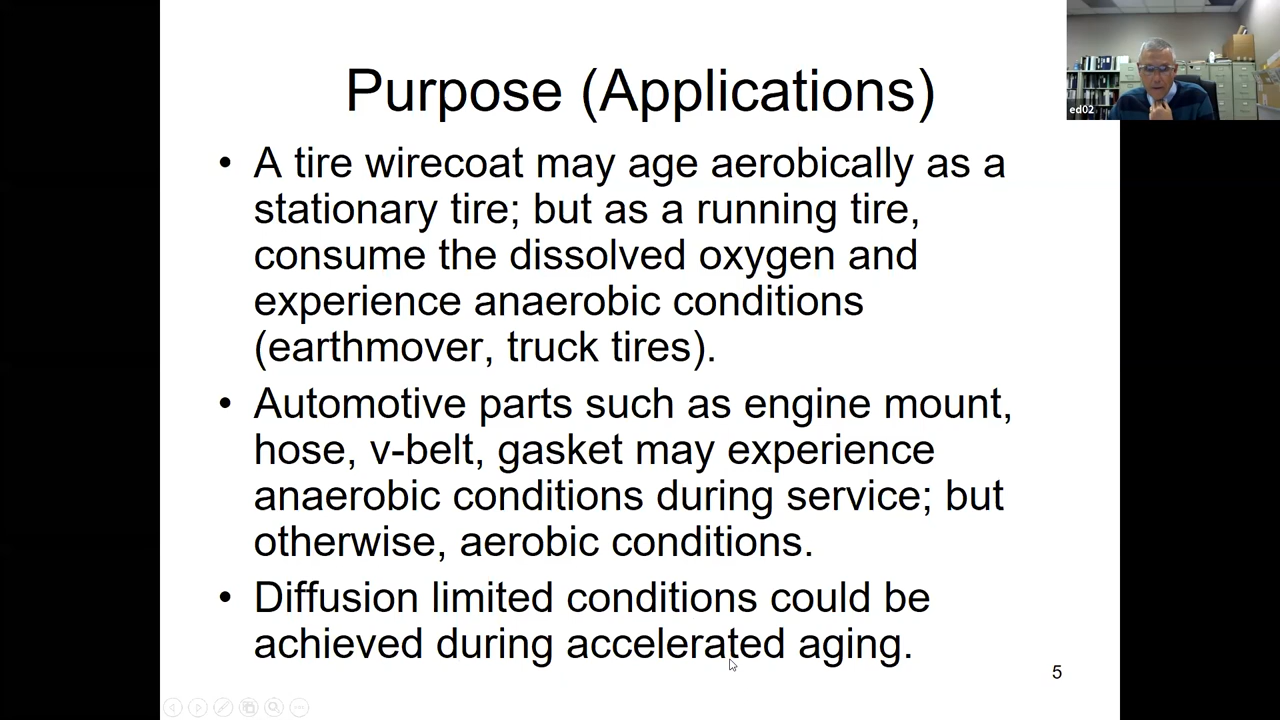 Purpose (Applications)
ed02
• A tire wirecoat may age aerobically as a
stationary tire; but as a running tire,
consume the dissolved oxygen and
experience anaerobic conditions
(earthmover, truck tires).
• Automotive parts such as engine mount,
hose, v-belt, gasket may experience
anaerobic conditions during service; but
otherwise, aerobic conditions.
• Diffusion limited conditions could be
achieved during accelerated aging.
5